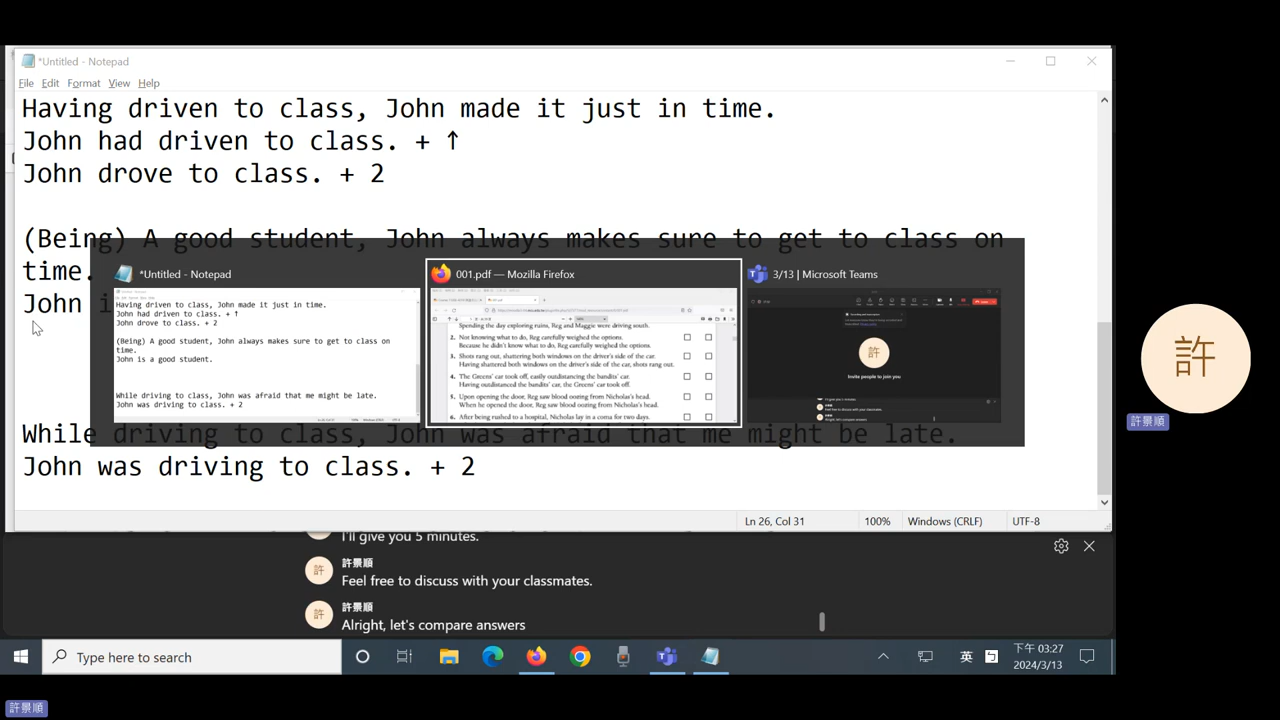 *Untitled - Notepad
File Edit Format View Help
Having driven to class, John made it just in time.
John had driven to class. + ↑
John drove to class. + 2
(Being) A good student, John always makes sure to get to class on
time.
John i
*Untitled - Notepad
Having driven to class, John made it just in time.
John had driven to class. + ↑
John drove to class. + 2
(Being) A good student, John always makes sure to get to class on
time.
John is a good student.
While driving to class, John was afraid that me might be late.
John was driving to class. + 2
001.pdf — Mozilla Firefox
Spending the day exploring ruins, Reg and Maggie were driving south.
2. Not knowing what to do, Reg carefully weighed the options.
Because he didn't know what to do, Reg carefully weighed the options.
3. Shots rang out, shattering both windows on the driver's side of the car.
Having shattered both windows on the driver's side of the car, shots rang out.
4. The Greens' car took off, easily outdistancing the bandits' car.
Having outdistanced the bandits' car, the Greens' car took off.
5. Upon opening the door, Reg saw blood oozing from Nicholas's head.
When he opened the door, Reg saw blood oozing from Nicholas's head.
6. After being rushed to a hospital, Nicholas lay in a coma for two days.
3/13 | Microsoft Teams
許
Invite people to join you
While driving to class, John was afraid that me might be late.
John was driving to class. + 2
Ln 26, Col 31
100%
Windows (CRLF)
UTF-8
I'll give you 5 minutes.
許景順
Feel free to discuss with your classmates.
許景順
Alright, let's compare answers
許
許
許
許景順
Type here to search
英
下午 03:27
2024/3/13
許景順